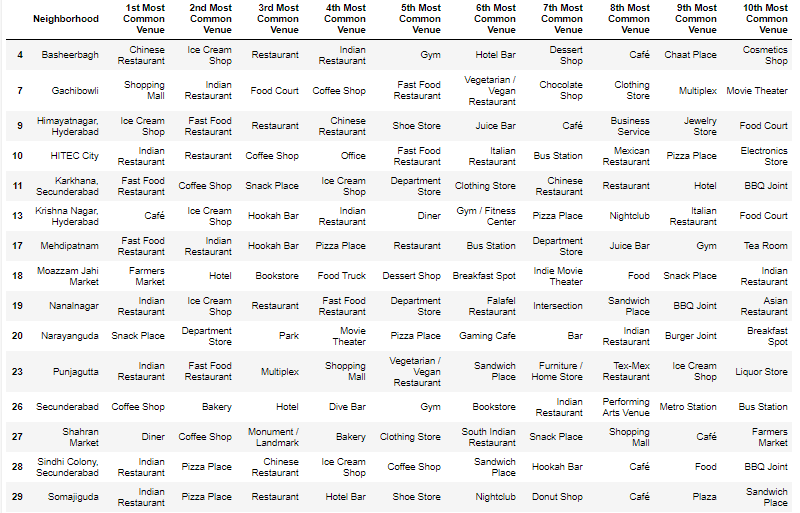 Neighborhood 1st Most Common Venue 2nd Most Common Venue 3rd Most Common Venue 4th Most Common Venue 5th Most Common Venue 6th Most Common Venue 7th Most Common Venue 8th Most Common Venue 9th Most Common Venue 10th Most Common Venue
4 Basheerbagh Chinese Restaurant Ice Cream Shop Restaurant Indian Restaurant Gym Hotel Bar Dessert Shop Café Chaat Place Cosmetics Shop
7 Gachibowli Shopping Mall Indian Restaurant Food Court Coffee Shop Fast Food Restaurant Vegetarian / Vegan Restaurant Chocolate Shop Clothing Store Multiplex Movie Theater
9 Himayatnagar, Hyderabad Ice Cream Shop Fast Food Restaurant Restaurant Chinese Restaurant Shoe Store Juice Bar Café Business Service Jewelry Store Food Court
10 HITEC City Indian Restaurant Restaurant Coffee Shop Office Fast Food Restaurant Italian Restaurant Bus Station Mexican Restaurant Pizza Place Electronics Store
11 Karkhana, Secunderabad Fast Food Restaurant Coffee Shop Snack Place Ice Cream Shop Department Store Clothing Store Chinese Restaurant Restaurant Hotel BBQ Joint
13 Krishna Nagar, Hyderabad Café Ice Cream Shop Hookah Bar Indian Restaurant Diner Gym / Fitness Center Pizza Place Nightclub Italian Restaurant Food Court
17 Mehdipatnam Fast Food Restaurant Indian Restaurant Hookah Bar Pizza Place Restaurant Bus Station Department Store Juice Bar Gym Tea Room
18 Moazzam Jahi Market Farmers Market Hotel Bookstore Food Truck Dessert Shop Breakfast Spot Indie Movie Theater Food Snack Place Indian Restaurant
19 Nanalnagar Indian Restaurant Ice Cream Shop Restaurant Fast Food Restaurant Department Store Falafel Restaurant Intersection Sandwich Place BBQ Joint Asian Restaurant
20 Narayanguda Snack Place Department Store Park Movie Theater Pizza Place Gaming Cafe Bar Indian Restaurant Burger Joint Breakfast Spot
23 Punjagutta Indian Restaurant Fast Food Restaurant Multiplex Shopping Mall Vegetarian / Vegan Restaurant Sandwich Place Furniture / Home Store Tex-Mex Restaurant Ice Cream Shop Liquor Store
26 Secunderabad Coffee Shop Bakery Hotel Dive Bar Gym Bookstore Indian Restaurant Performing Arts Venue Metro Station Bus Station
27 Shahran Market Diner Coffee Shop Monument / Landmark Bakery Clothing Store South Indian Restaurant Snack Place Shopping Mall Café Farmers Market
28 Sindhi Colony, Secunderabad Indian Restaurant Pizza Place Chinese Restaurant Ice Cream Shop Coffee Shop Sandwich Place Hookah Bar Café Food BBQ Joint
29 Somajiguda Indian Restaurant Pizza Place Restaurant Hotel Bar Shoe Store Nightclub Donut Shop Café Plaza Sandwich Place